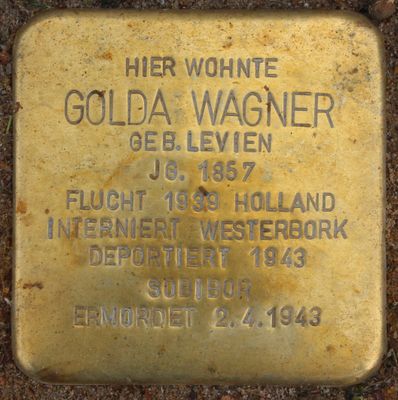 HIER WOHNTE
GOLDA WAGNER
GEB. LEVIEN
JG. 1857
FLUCHT 1939 HOLLAND
INTERNIERT WESTERBORK
DEPORTIERT 1943
SOBIBOR
ERMORDET 2.4.1943